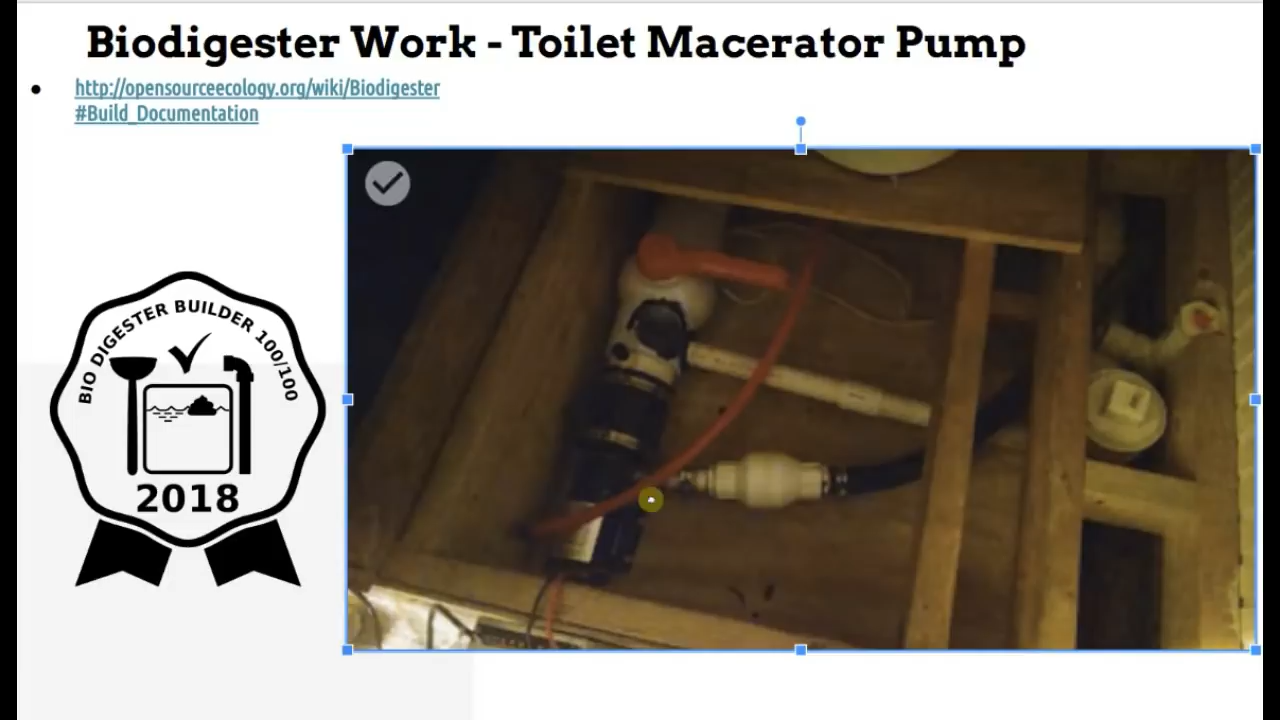 Biodigester Work - Toilet Macerator Pump
http://opensourceecology.org/wiki/Biodigester
#Build_Documentation
BIO DIGESTER BUILDER 100/100
2018